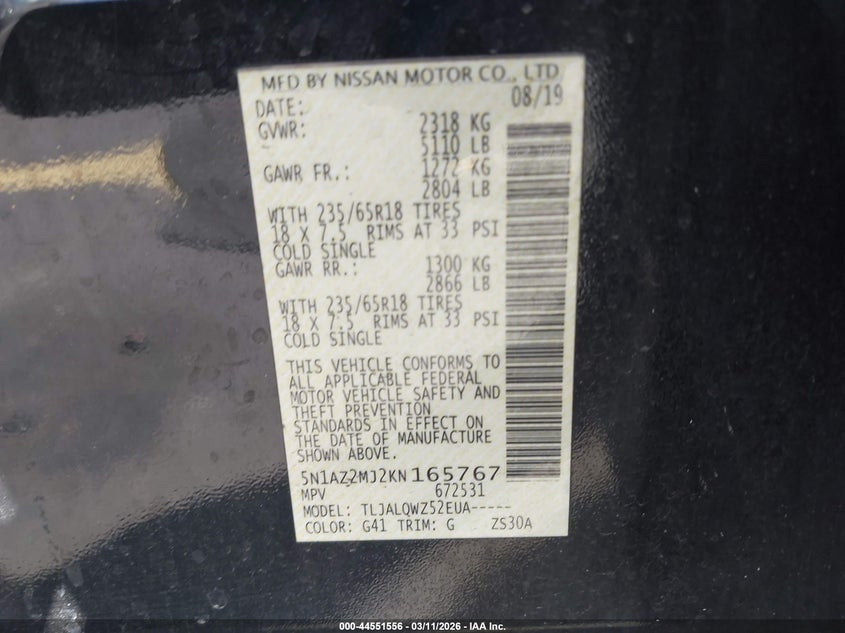 MFD BY NISSAN MOTOR CO., LTD
DATE: 08/19
GVWR: 2318 KG
5110 LB
GAWR FR.: 1272 KG
2804 LB
WITH 235/65R18 TIRES
18 X 7.5 RIMS AT 33 PSI
COLD SINGLE
GAWR RR.: 1300 KG
2866 LB
WITH 235/65R18 TIRES
18 X 7.5 RIMS AT 33 PSI
COLD SINGLE
THIS VEHICLE CONFORMS TO
ALL APPLICABLE FEDERAL
MOTOR VEHICLE SAFETY AND
THEFT PREVENTION
STANDARDS IN EFFECT ON
THE DATE OF MANUFACTURE
SHOWN ABOVE.
5N1AZ2MJ2KN165767
MPV 672531
MODEL: TLJALQWZ52EUA-----
COLOR: G41 TRIM: G ZS30A
000-44551556 - 03/11/2026 - IAA Inc.